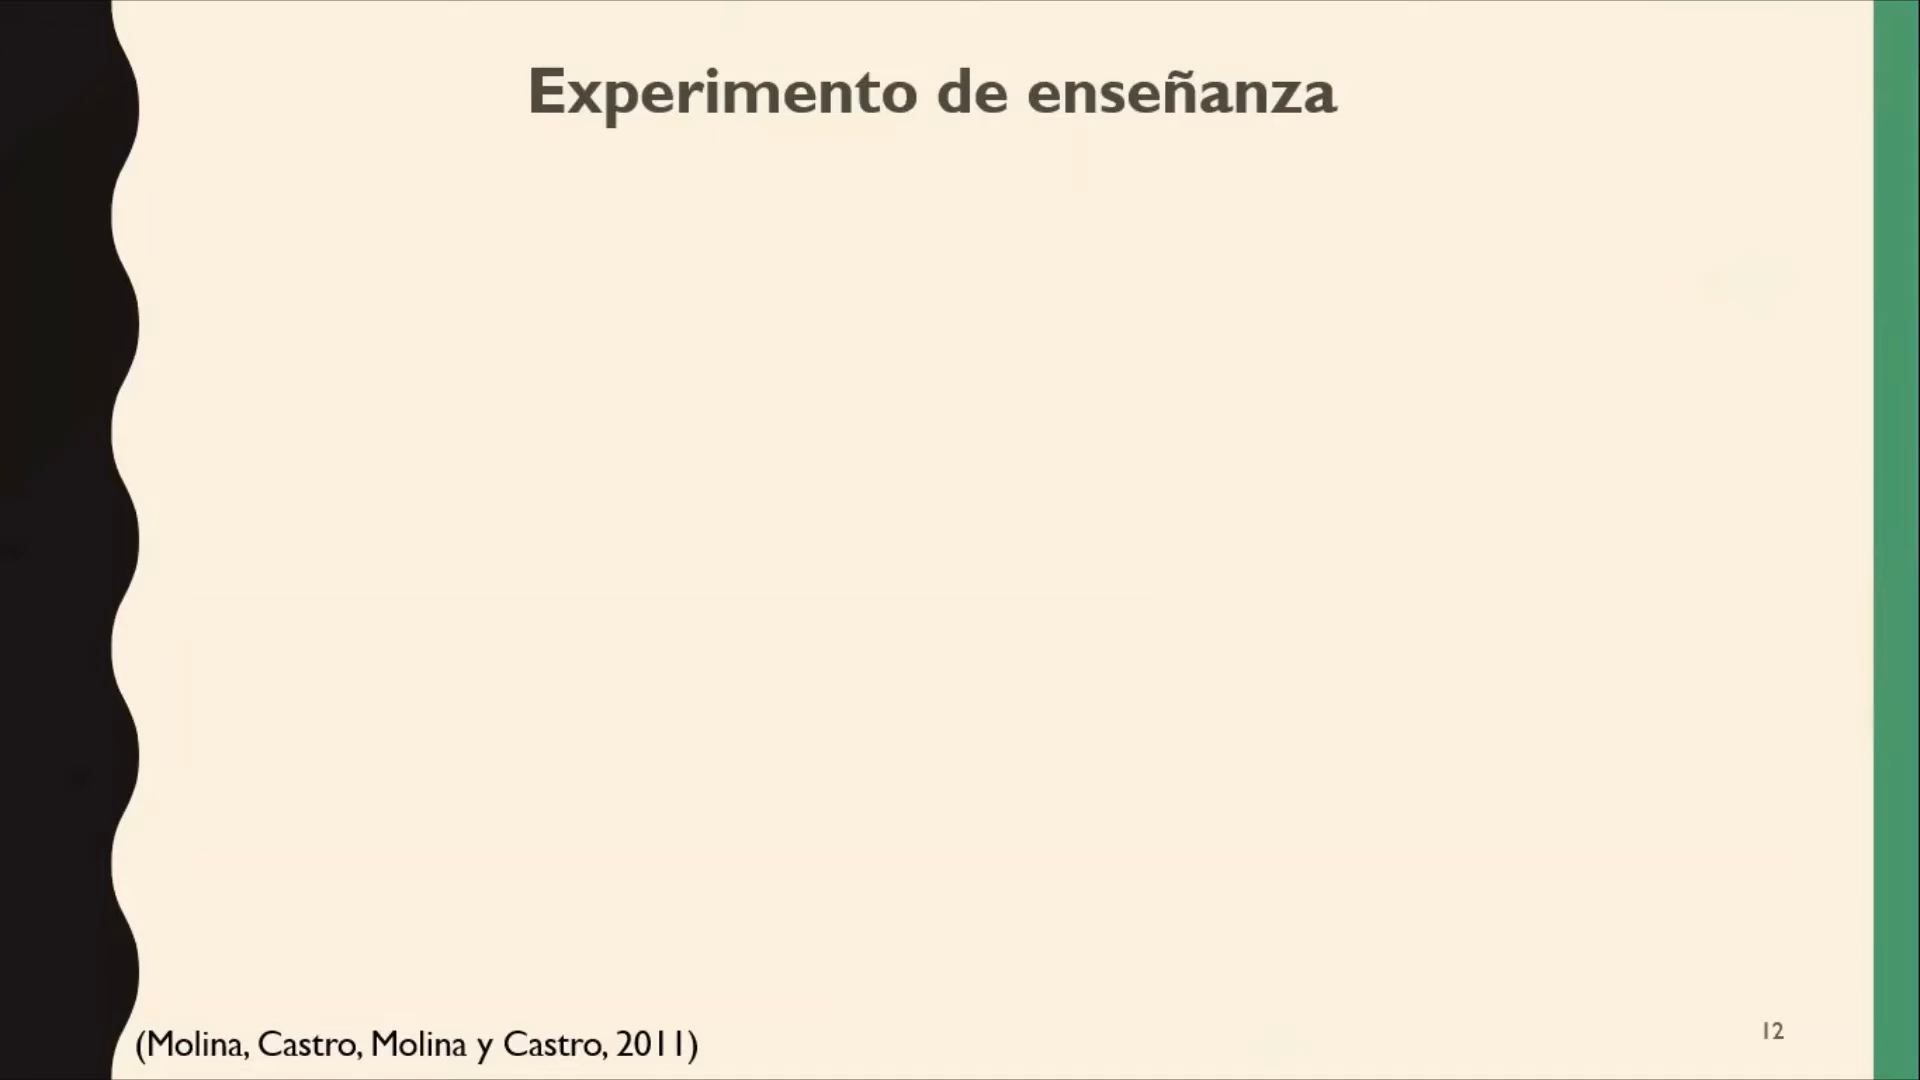 Experimento de enseñanza
(Molina, Castro, Molina y Castro, 2011)
12